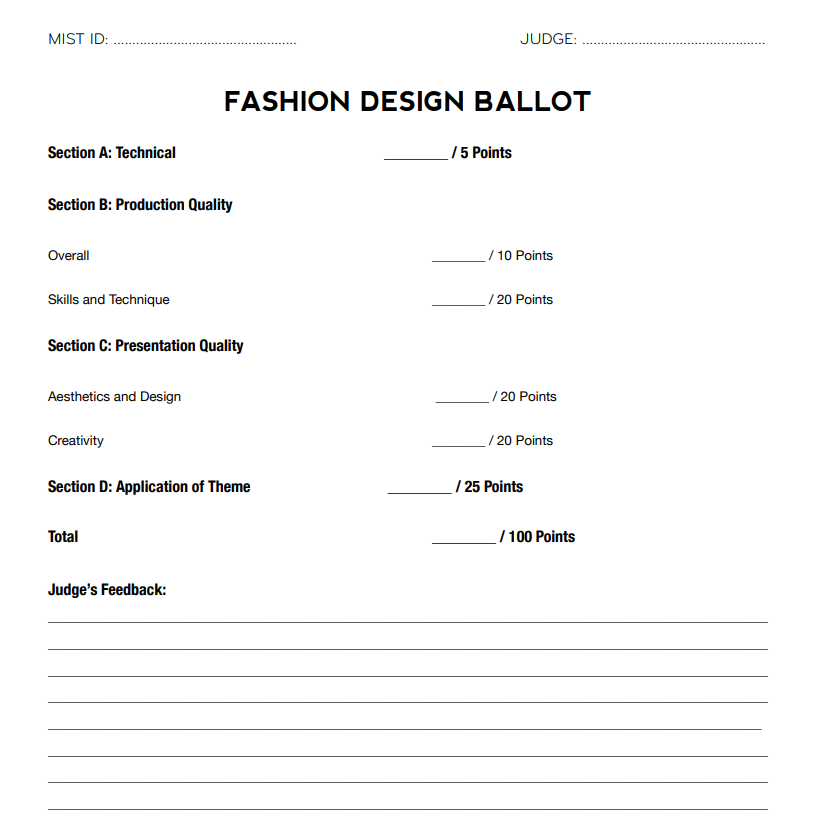 MIST ID: ................................................. JUDGE: .................................................
FASHION DESIGN BALLOT
Section A: Technical ________ / 5 Points
Section B: Production Quality
Overall _______ / 10 Points
Skills and Technique _______ / 20 Points
Section C: Presentation Quality
Aesthetics and Design _______ / 20 Points
Creativity _______ / 20 Points
Section D: Application of Theme ________ / 25 Points
Total ________ / 100 Points
Judge’s Feedback: